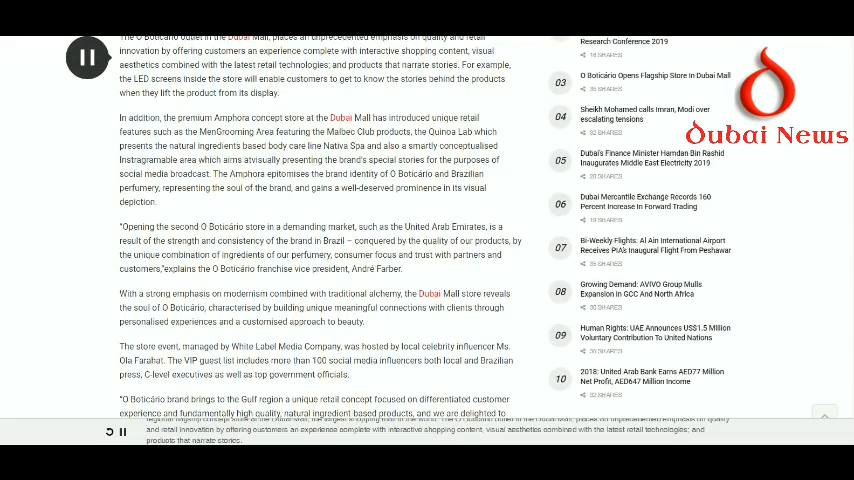 The O Boticário outlet in the Dubai Mall, places an unprecedented emphasis on quality and retail
innovation by offering customers an experience complete with interactive shopping content, visual
aesthetics combined with the latest retail technologies; and products that narrate stories. For example,
the LED screens inside the store will enable customers to get to know the stories behind the products
when they lift the product from its display.
In addition, the premium Amphora concept store at the Dubai Mall has introduced unique retail
features such as the MenGrooming Area featuring the Malbec Club products, the Quinoa Lab which
presents the natural ingredients based body care line Nativa Spa and also a smartly conceptualised
Instragramable area which aims atvisually presenting the brand's special stories for the purposes of
social media broadcast. The Amphora epitomises the brand identity of O Boticário and Brazilian
perfumery, representing the soul of the brand, and gains a well-deserved prominence in its visual
depiction.
“Opening the second O Boticário store in a demanding market, such as the United Arab Emirates, is a
result of the strength and consistency of the brand in Brazil – conquered by the quality of our products, by
the unique combination of ingredients of our perfumery, consumer focus and trust with partners and
customers,”explains the O Boticário franchise vice president, André Farber.
With a strong emphasis on modernism combined with traditional alchemy, the Dubai Mall store reveals
the soul of O Boticário, characterised by building unique meaningful connections with clients through
personalised experiences and a customised approach to beauty.
The store event, managed by White Label Media Company, was hosted by local celebrity influencer Ms.
Ola Farahat. The VIP guest list includes more than 100 social media influencers both local and Brazilian
press, C-level executives as well as top government officials.
“O Boticário brand brings to the Gulf region a unique retail concept focused on differentiated customer
experience and fundamentally high quality, natural ingredient-based products, and we are delighted to
Research Conference 2019
16 SHARES
03
O Boticário Opens Flagship Store In Dubai Mall
35 SHARES
04
Sheikh Mohamed calls Imran, Modi over
escalating tensions
32 SHARES
05
Dubai's Finance Minister Hamdan Bin Rashid
Inaugurates Middle East Electricity 2019
28 SHARES
06
Dubai Mercantile Exchange Records 160
Percent Increase In Forward Trading
19 SHARES
07
Bi-Weekly Flights: Al Ain International Airport
Receives PIA's Inaugural Flight From Peshawar
35 SHARES
08
Growing Demand: AVIVO Group Mulls
Expansion In GCC And North Africa
30 SHARES
09
Human Rights: UAE Announces US$1.5 Million
Voluntary Contribution To United Nations
36 SHARES
10
2018: United Arab Bank Earns AED77 Million
Net Profit, AED647 Million Income
32 SHARES
Dubai News
and retail innovation by offering customers an experience complete with interactive shopping content, visual aesthetics combined with the latest retail technologies; and
products that narrate stories.